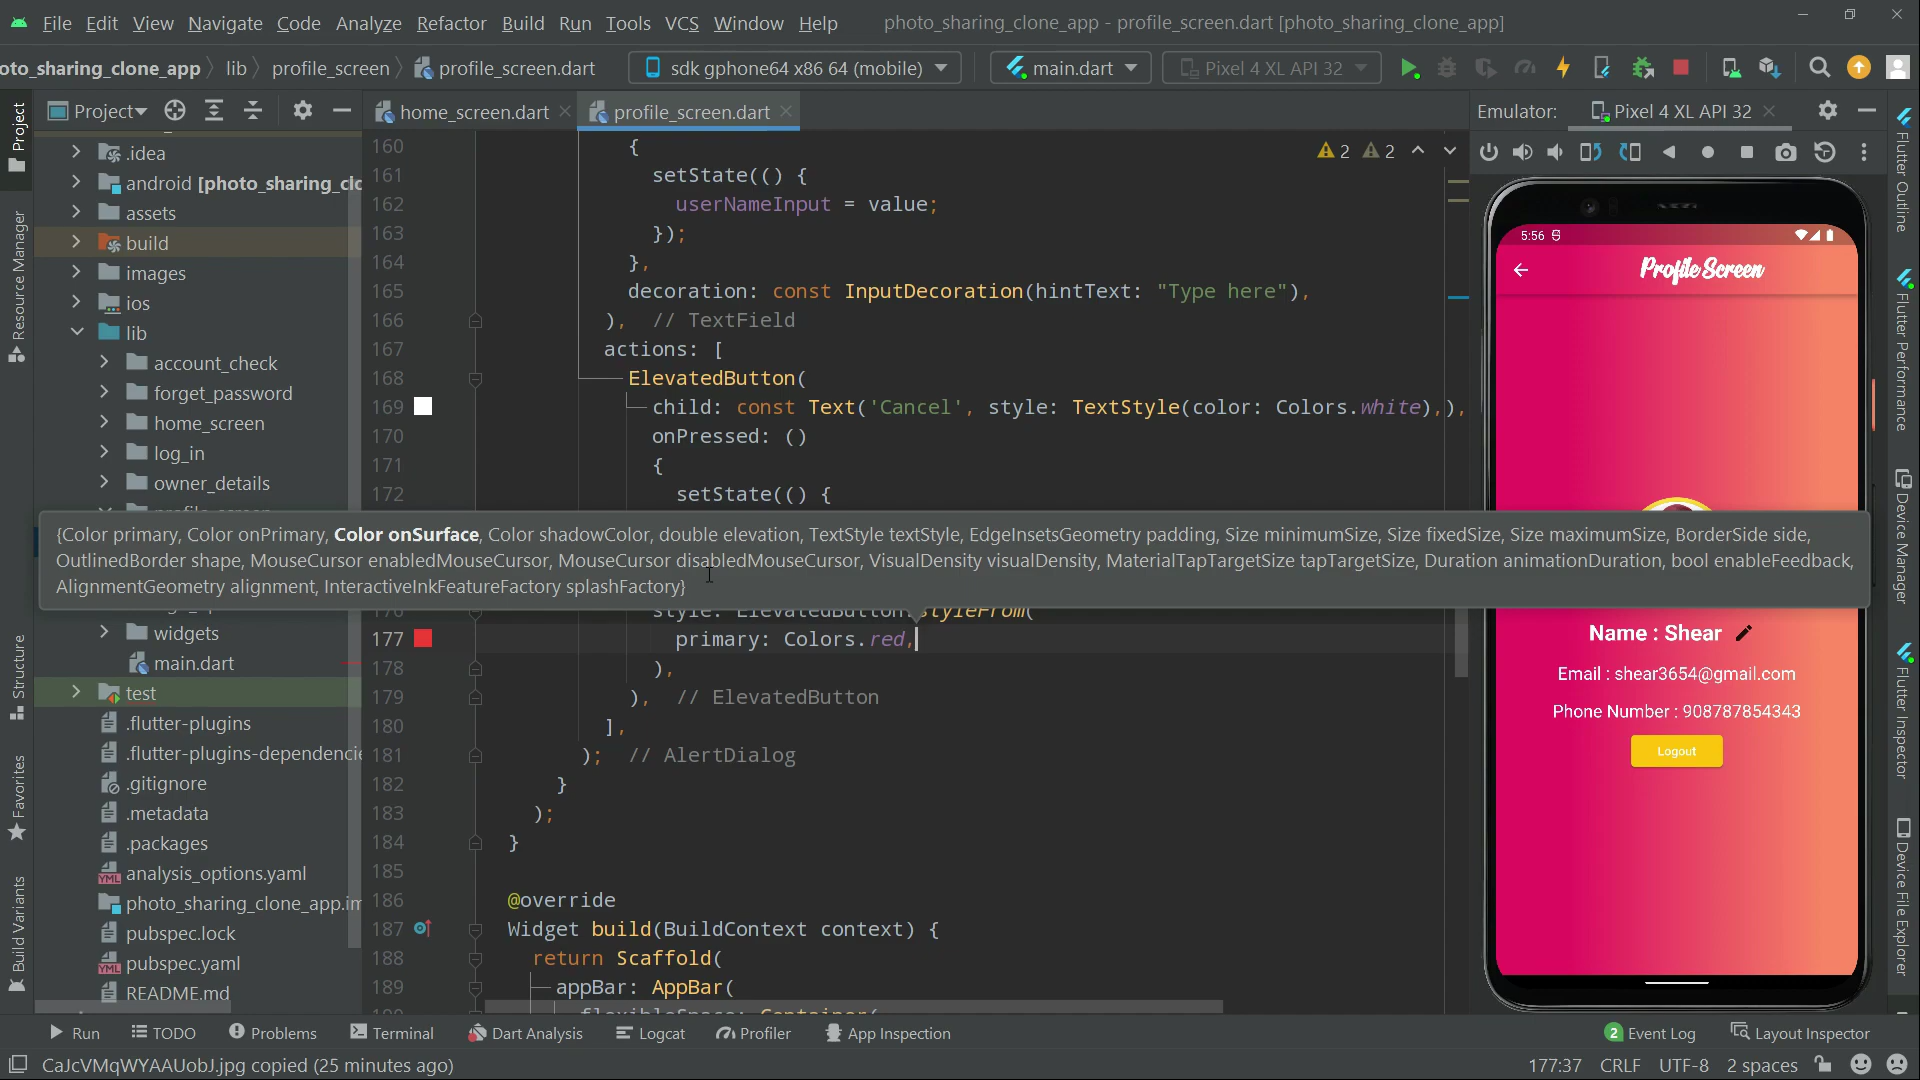 File Edit View Navigate Code Analyze Refactor Build Run Tools VCS Window Help photo_sharing_clone_app - profile_screen.dart [photo_sharing_clone_app]
oto_sharing_clone_app lib profile_screen profile_screen.dart sdk gphone64 x86 64 (mobile) main.dart Pixel 4 XL API 32
Project home_screen.dart profile_screen.dart Emulator: Pixel 4 XL API 32
Project
Resource Manager
Structure
Favorites
Build Variants
.idea
android [photo_sharing_clo
assets
build
images
ios
lib
account_check
forget_password
home_screen
log_in
owner_details
widgets
main.dart
test
.flutter-plugins
.flutter-plugins-dependencie
.gitignore
.metadata
.packages
analysis_options.yaml
photo_sharing_clone_app.im
pubspec.lock
pubspec.yaml
README.md
2 2
160 {
161 setState(() {
162 userNameInput = value;
163 });
164 },
165 decoration: const InputDecoration(hintText: "Type here"),
166 ), // TextField
167 actions: [
168 ElevatedButton(
169 child: const Text('Cancel', style: TextStyle(color: Colors.white),),
170 onPressed: ()
171 {
172 setState(() {
{Color primary, Color onPrimary, Color onSurface, Color shadowColor, double elevation, TextStyle textStyle, EdgeInsetsGeometry padding, Size minimumSize, Size fixedSize, Size maximumSize, BorderSide side,
OutlinedBorder shape, MouseCursor enabledMouseCursor, MouseCursor disabledMouseCursor, VisualDensity visualDensity, MaterialTapTargetSize tapTargetSize, Duration animationDuration, bool enableFeedback,
AlignmentGeometry alignment, InteractiveInkFeatureFactory splashFactory}
style: ElevatedButton.styleFrom(
177 primary: Colors.red,
178 ),
179 ), // ElevatedButton
180 ],
181 ); // AlertDialog
182 }
183 );
184 }
185
186 @override
187 Widget build(BuildContext context) {
188 return Scaffold(
189 appBar: AppBar(
5:56
Profile Screen
Name : Shear
Email : shear3654@gmail.com
Phone Number : 908787854343
Logout
Flutter Outline
Flutter Performance
Device Manager
Flutter Inspector
Device File Explorer
Run TODO Problems Terminal Dart Analysis Logcat Profiler App Inspection 2 Event Log Layout Inspector
CaJcVMqWYAAUobJ.jpg copied (25 minutes ago) 177:37 CRLF UTF-8 2 spaces